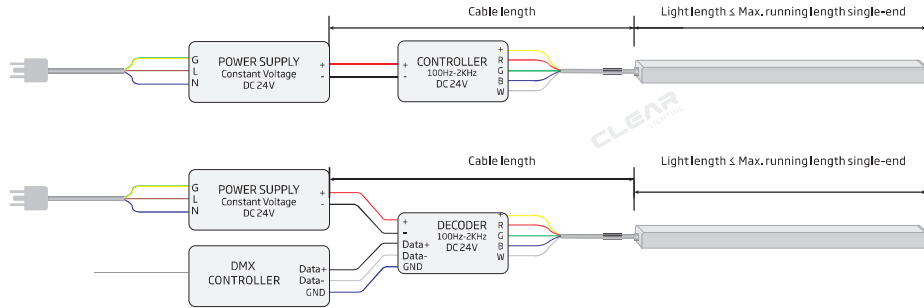 Cable length
Light length ≤ Max. running length single-end
G
L
N
POWER SUPPLY
Constant Voltage
DC 24V
+
-
+
-
CONTROLLER
100Hz-2KHz
DC 24V
+
R
G
B
W
CLEAR
LIGHTING
Cable length
Light length ≤ Max. running length single-end
G
L
N
POWER SUPPLY
Constant Voltage
DC 24V
+
-
+
-
Data+
Data-
GND
DECODER
100Hz-2KHz
DC 24V
+
R
G
B
W
DMX
CONTROLLER
Data+
Data-
GND